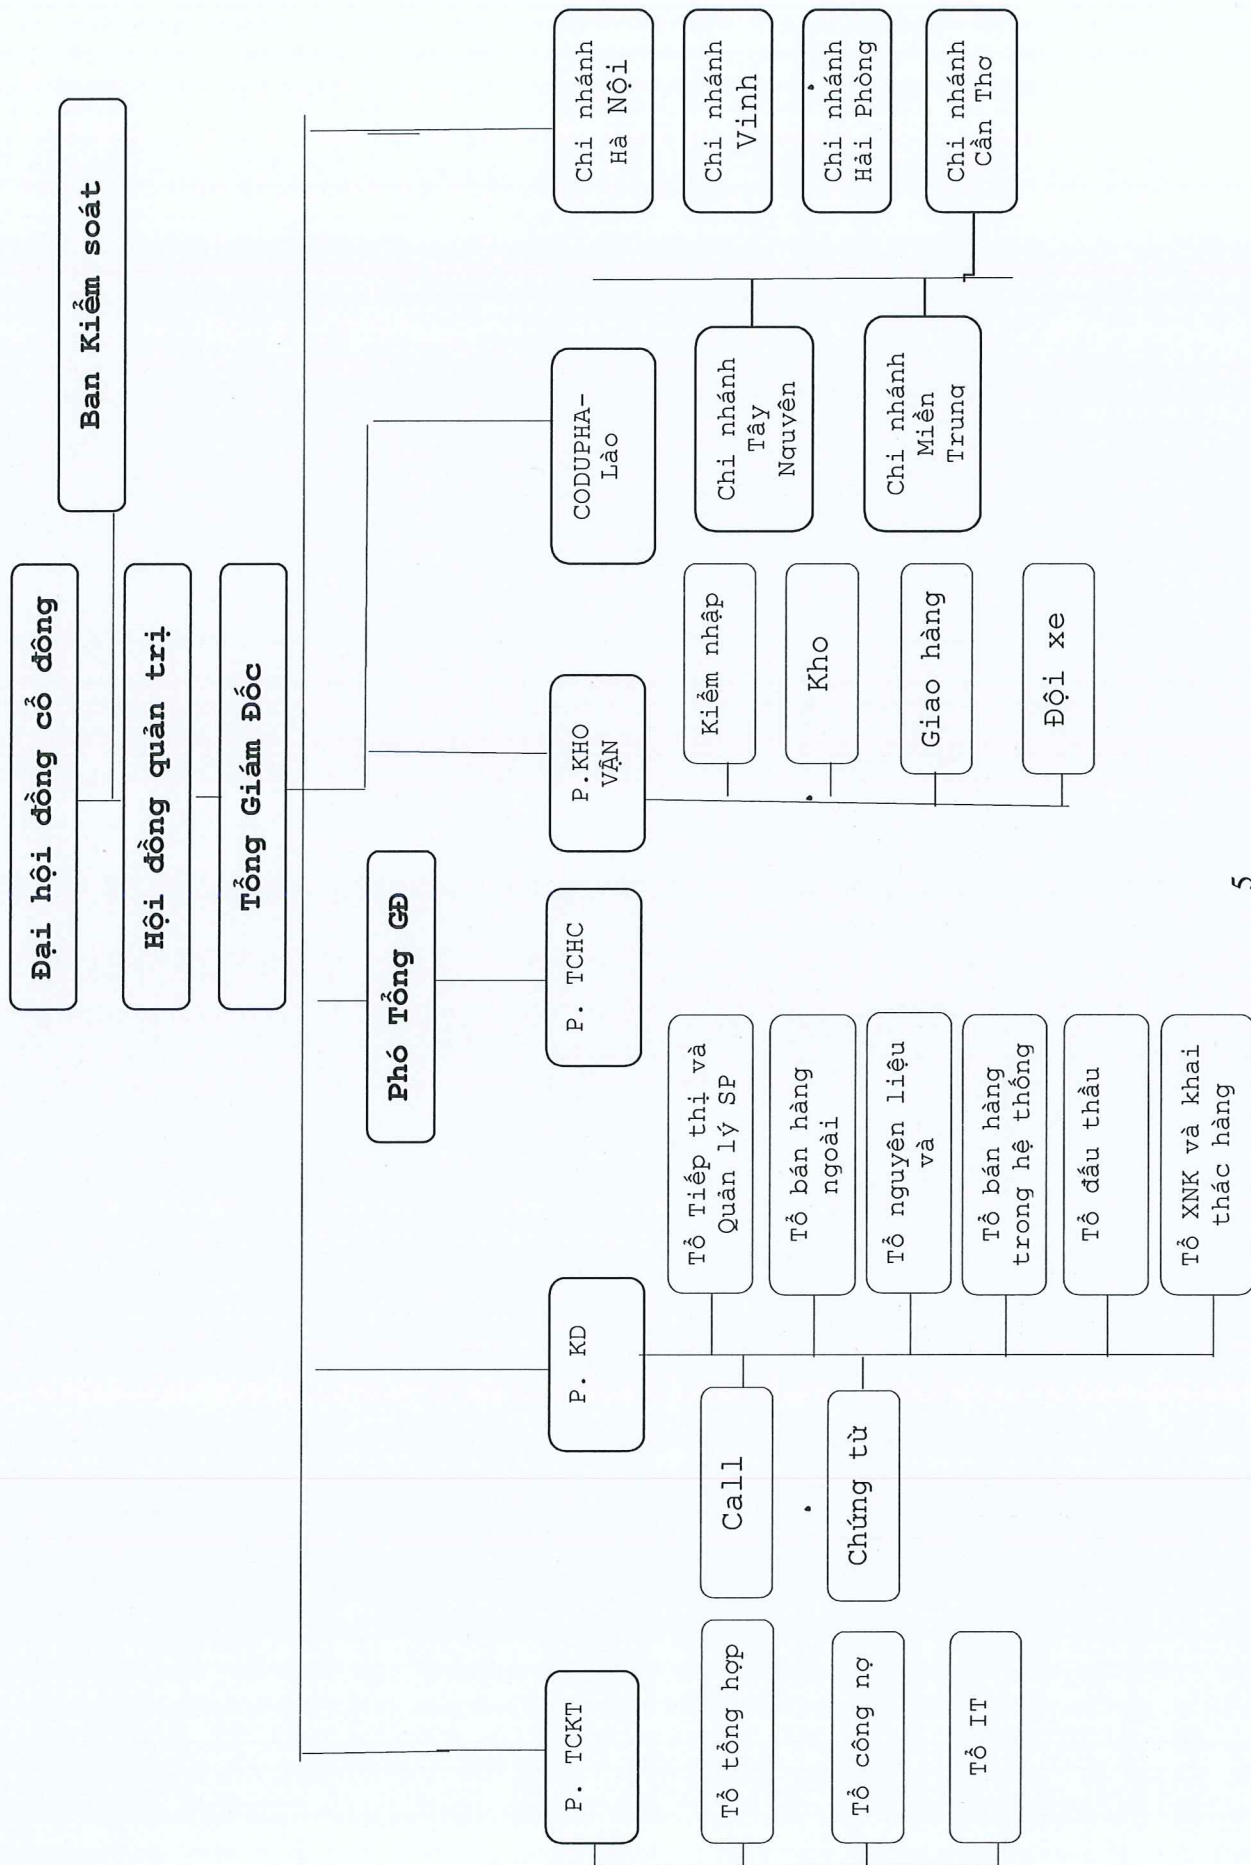 Đại hội đồng cổ đông
Ban Kiểm soát
Hội đồng quản trị
Tổng Giám Đốc
Phó Tổng GĐ
P. TCKT
P. KD
P. TCHC
P.KHO
VẬN
CODUPHA-
Lào
Chi nhánh
Hà Nội
Chi nhánh
Vinh
Chi nhánh
Hải Phòng
Chi nhánh
Cần Thơ
Chi nhánh
Tây
Nguyên
Chi nhánh
Miền
Trung
Kiểm nhập
Kho
Giao hàng
Đội xe
Tổ Tiếp thị và
Quản lý SP
Tổ bán hàng
ngoài
Tổ nguyên liệu
và
Tổ bán hàng
trong hệ thống
Tổ đấu thầu
Tổ XNK và khai
thác hàng
Call
Chứng từ
Tổ tổng hợp
Tổ công nợ
Tổ IT
5